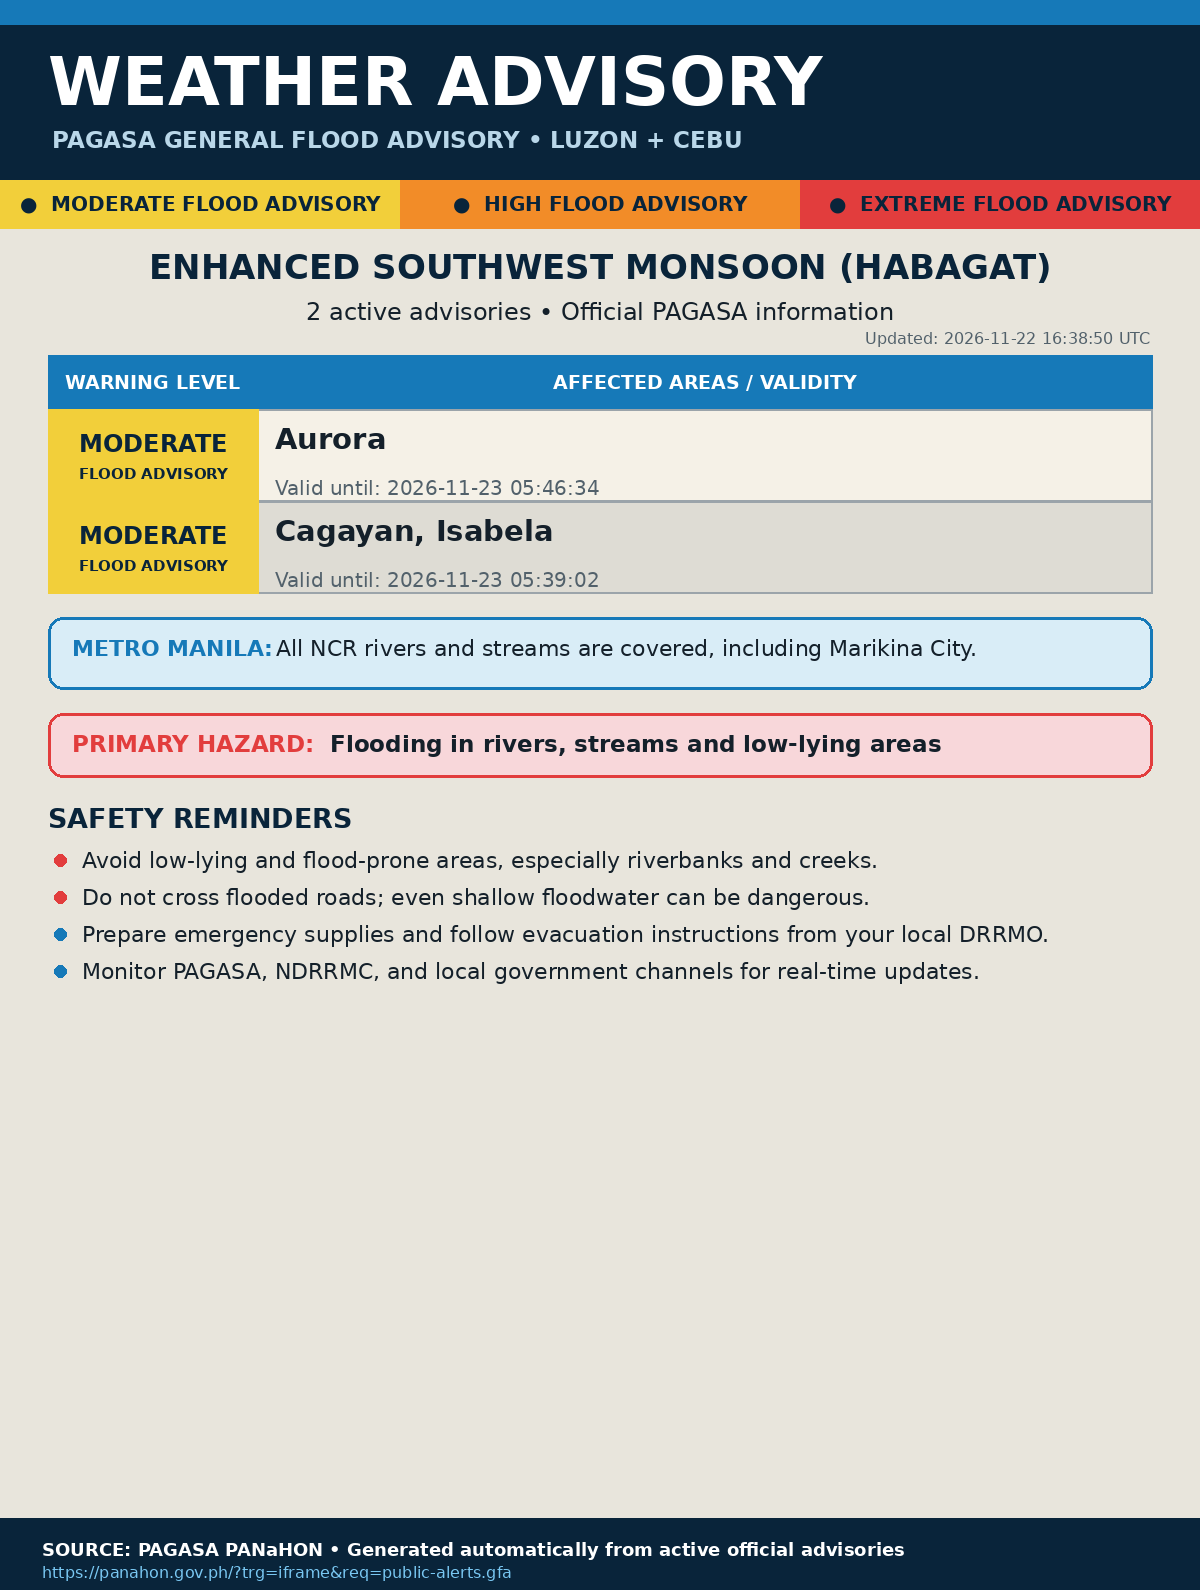 WEATHER ADVISORY
PAGASA GENERAL FLOOD ADVISORY • LUZON + CEBU
● MODERATE FLOOD ADVISORY ● HIGH FLOOD ADVISORY ● EXTREME FLOOD ADVISORY
ENHANCED SOUTHWEST MONSOON (HABAGAT)
2 active advisories • Official PAGASA information
Updated: 2026-11-22 16:38:50 UTC
WARNING LEVEL AFFECTED AREAS / VALIDITY
MODERATE
FLOOD ADVISORY
Aurora
Valid until: 2026-11-23 05:46:34
MODERATE
FLOOD ADVISORY
Cagayan, Isabela
Valid until: 2026-11-23 05:39:02
METRO MANILA: All NCR rivers and streams are covered, including Marikina City.
PRIMARY HAZARD: Flooding in rivers, streams and low-lying areas
SAFETY REMINDERS
● Avoid low-lying and flood-prone areas, especially riverbanks and creeks.
● Do not cross flooded roads; even shallow floodwater can be dangerous.
● Prepare emergency supplies and follow evacuation instructions from your local DRRMO.
● Monitor PAGASA, NDRRMC, and local government channels for real-time updates.
SOURCE: PAGASA PANaHON • Generated automatically from active official advisories
https://panahon.gov.ph/?trg=iframe&req=public-alerts.gfa